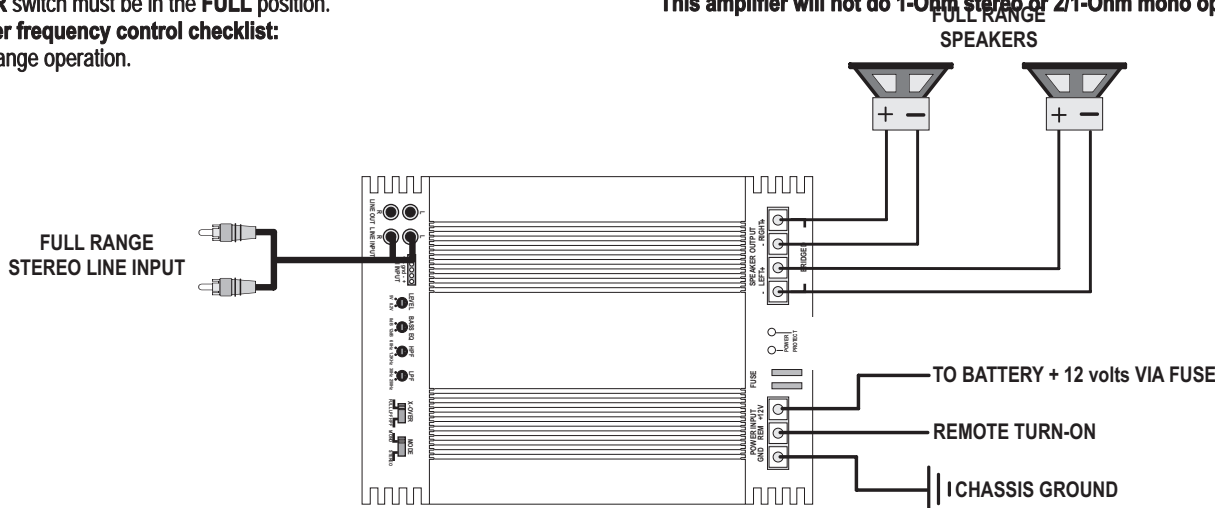 R switch must be in the FULL position.
er frequency control checklist:
ange operation.
This amplifier will not do 1-Ohm stereo or 2/1-Ohm mono op
FULL RANGE
SPEAKERS
+ −
+ −
FULL RANGE
STEREO LINE INPUT
LINE OUT
LINE INPUT
R
L
R
L
INPUT
LEVEL
BASS EQ
HPF
LPF
X-OVER
MODE
SPEAKER OUTPUT
- RIGHT+
- LEFT+
BRIDGED
POWER
PROTECT
FUSE
POWER INPUT
GND REM +12V
TO BATTERY + 12 volts VIA FUSE
REMOTE TURN-ON
CHASSIS GROUND